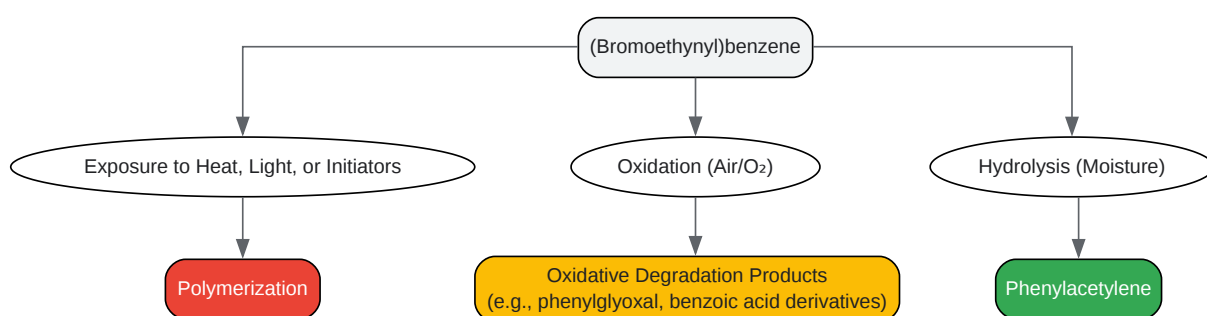 (Bromoethynyl)benzene
Exposure to Heat, Light, or Initiators
Oxidation (Air/O₂)
Hydrolysis (Moisture)
Polymerization
Oxidative Degradation Products
(e.g., phenylglyoxal, benzoic acid derivatives)
Phenylacetylene